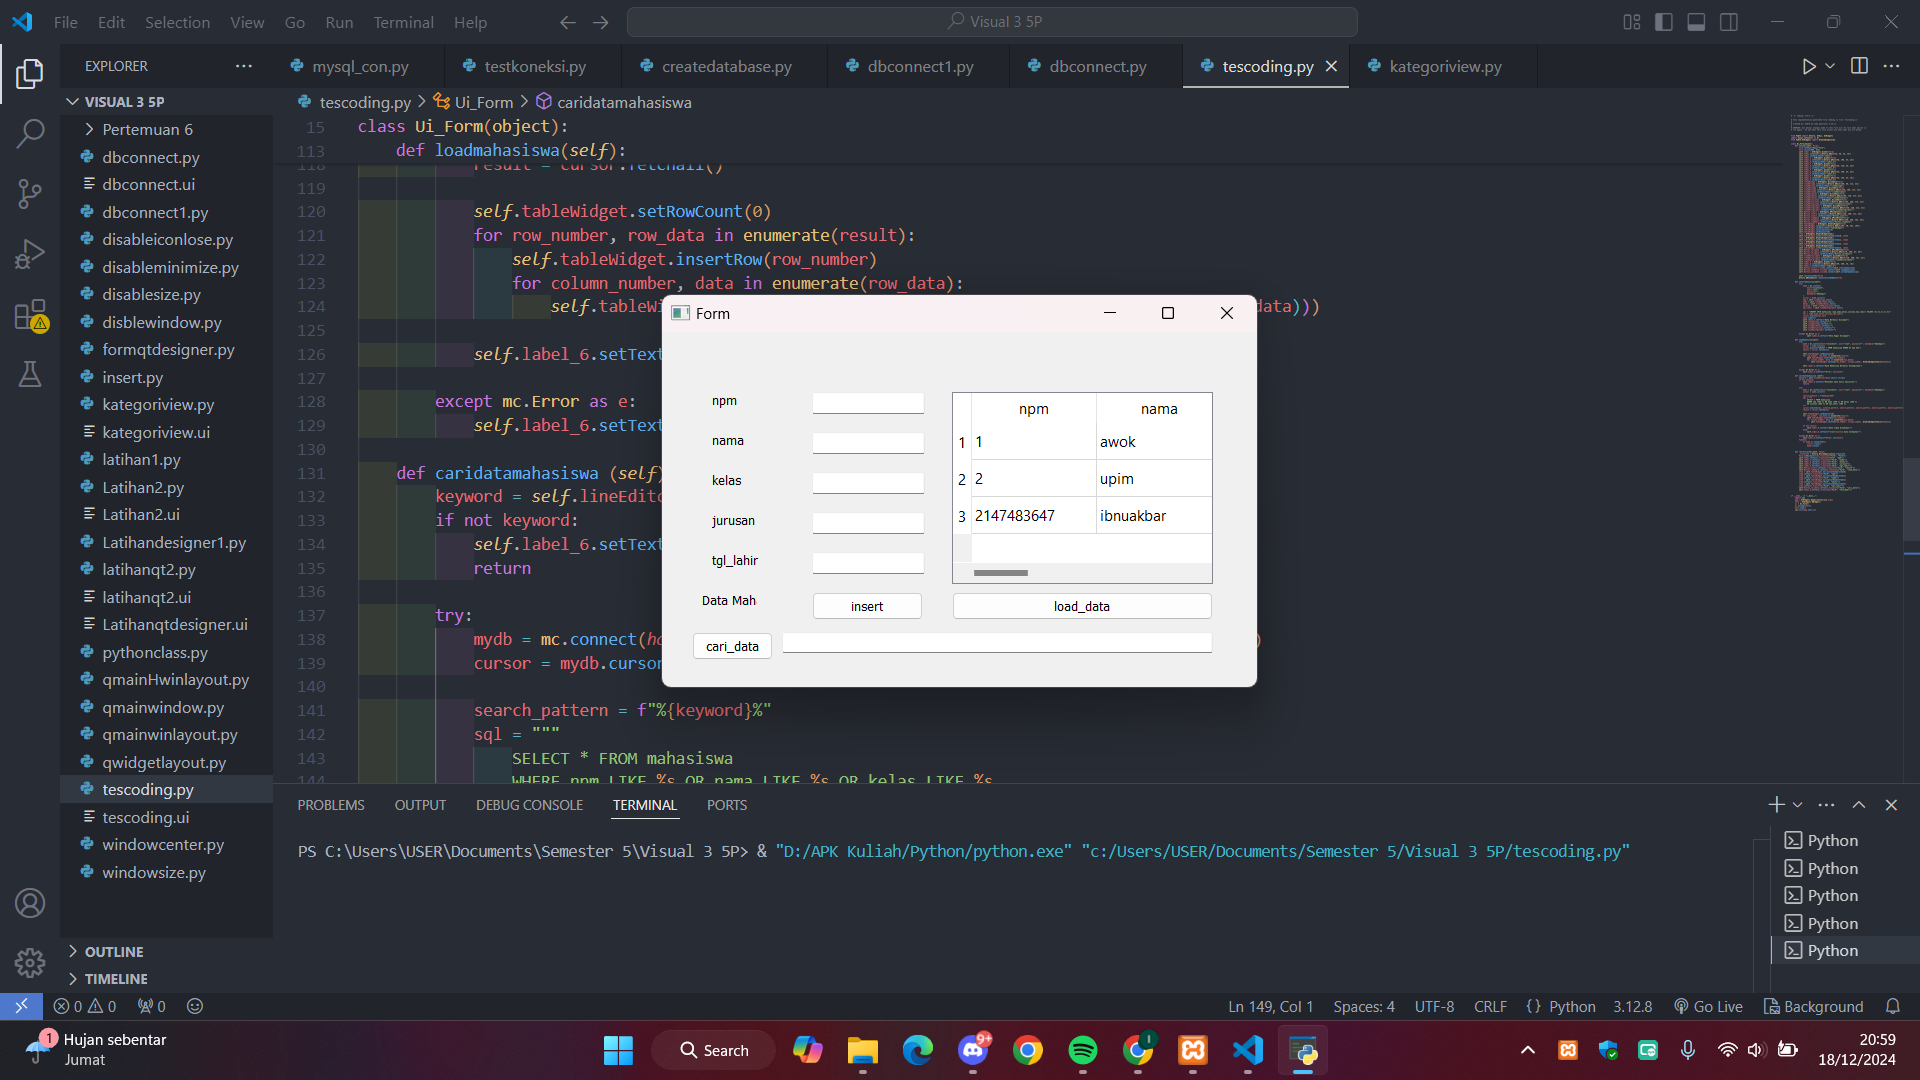 File Edit Selection View Go Run Terminal Help
Visual 3 5P
EXPLORER
mysql_con.py
testkoneksi.py
createdatabase.py
dbconnect1.py
dbconnect.py
tescoding.py
kategoriview.py
VISUAL 3 5P
Pertemuan 6
dbconnect.py
dbconnect.ui
dbconnect1.py
disableiconlose.py
disableminimize.py
disablesize.py
disblewindow.py
formqtdesigner.py
insert.py
kategoriview.py
kategoriview.ui
latihan1.py
Latihan2.py
Latihan2.ui
Latihandesigner1.py
latihanqt2.py
latihanqt2.ui
Latihanqtdesigner.ui
pythonclass.py
qmainHwinlayout.py
qmainwindow.py
qmainwinlayout.py
qwidgetlayout.py
tescoding.py
tescoding.ui
windowcenter.py
windowsize.py
OUTLINE
TIMELINE
tescoding.py > Ui_Form > caridatamahasiswa
15 class Ui_Form(object):
113 def loadmahasiswa(self):
118 result = cursor.fetchall()
119
120 self.tableWidget.setRowCount(0)
121 for row_number, row_data in enumerate(result):
122 self.tableWidget.insertRow(row_number)
123 for column_number, data in enumerate(row_data):
124 self.tableWi data)))
125
126 self.label_6.setText
127
128 except mc.Error as e:
129 self.label_6.setText
130
131 def caridatamahasiswa (self)
132 keyword = self.lineEdit
133 if not keyword:
134 self.label_6.setText
135 return
136
137 try:
138 mydb = mc.connect(ho )
139 cursor = mydb.cursor
140
141 search_pattern = f"%{keyword}%"
142 sql = """
143 SELECT * FROM mahasiswa
144 WHERE npm LIKE %s OR nama LIKE %s OR kelas LIKE %s
Form
npm
nama
kelas
jurusan
tgl_lahir
Data Mah
insert
npm nama
1 1 awok
2 2 upim
3 2147483647 ibnuakbar
load_data
cari_data
PROBLEMS OUTPUT DEBUG CONSOLE TERMINAL PORTS
PS C:\Users\USER\Documents\Semester 5\Visual 3 5P> & "D:/APK Kuliah/Python/python.exe" "c:/Users/USER/Documents/Semester 5/Visual 3 5P/tescoding.py"
Python
Python
Python
Python
Python
0 0 0
Ln 149, Col 1 Spaces: 4 UTF-8 CRLF {} Python 3.12.8 Go Live Background
1
Hujan sebentar
Jumat
Search
9+
20:59
18/12/2024